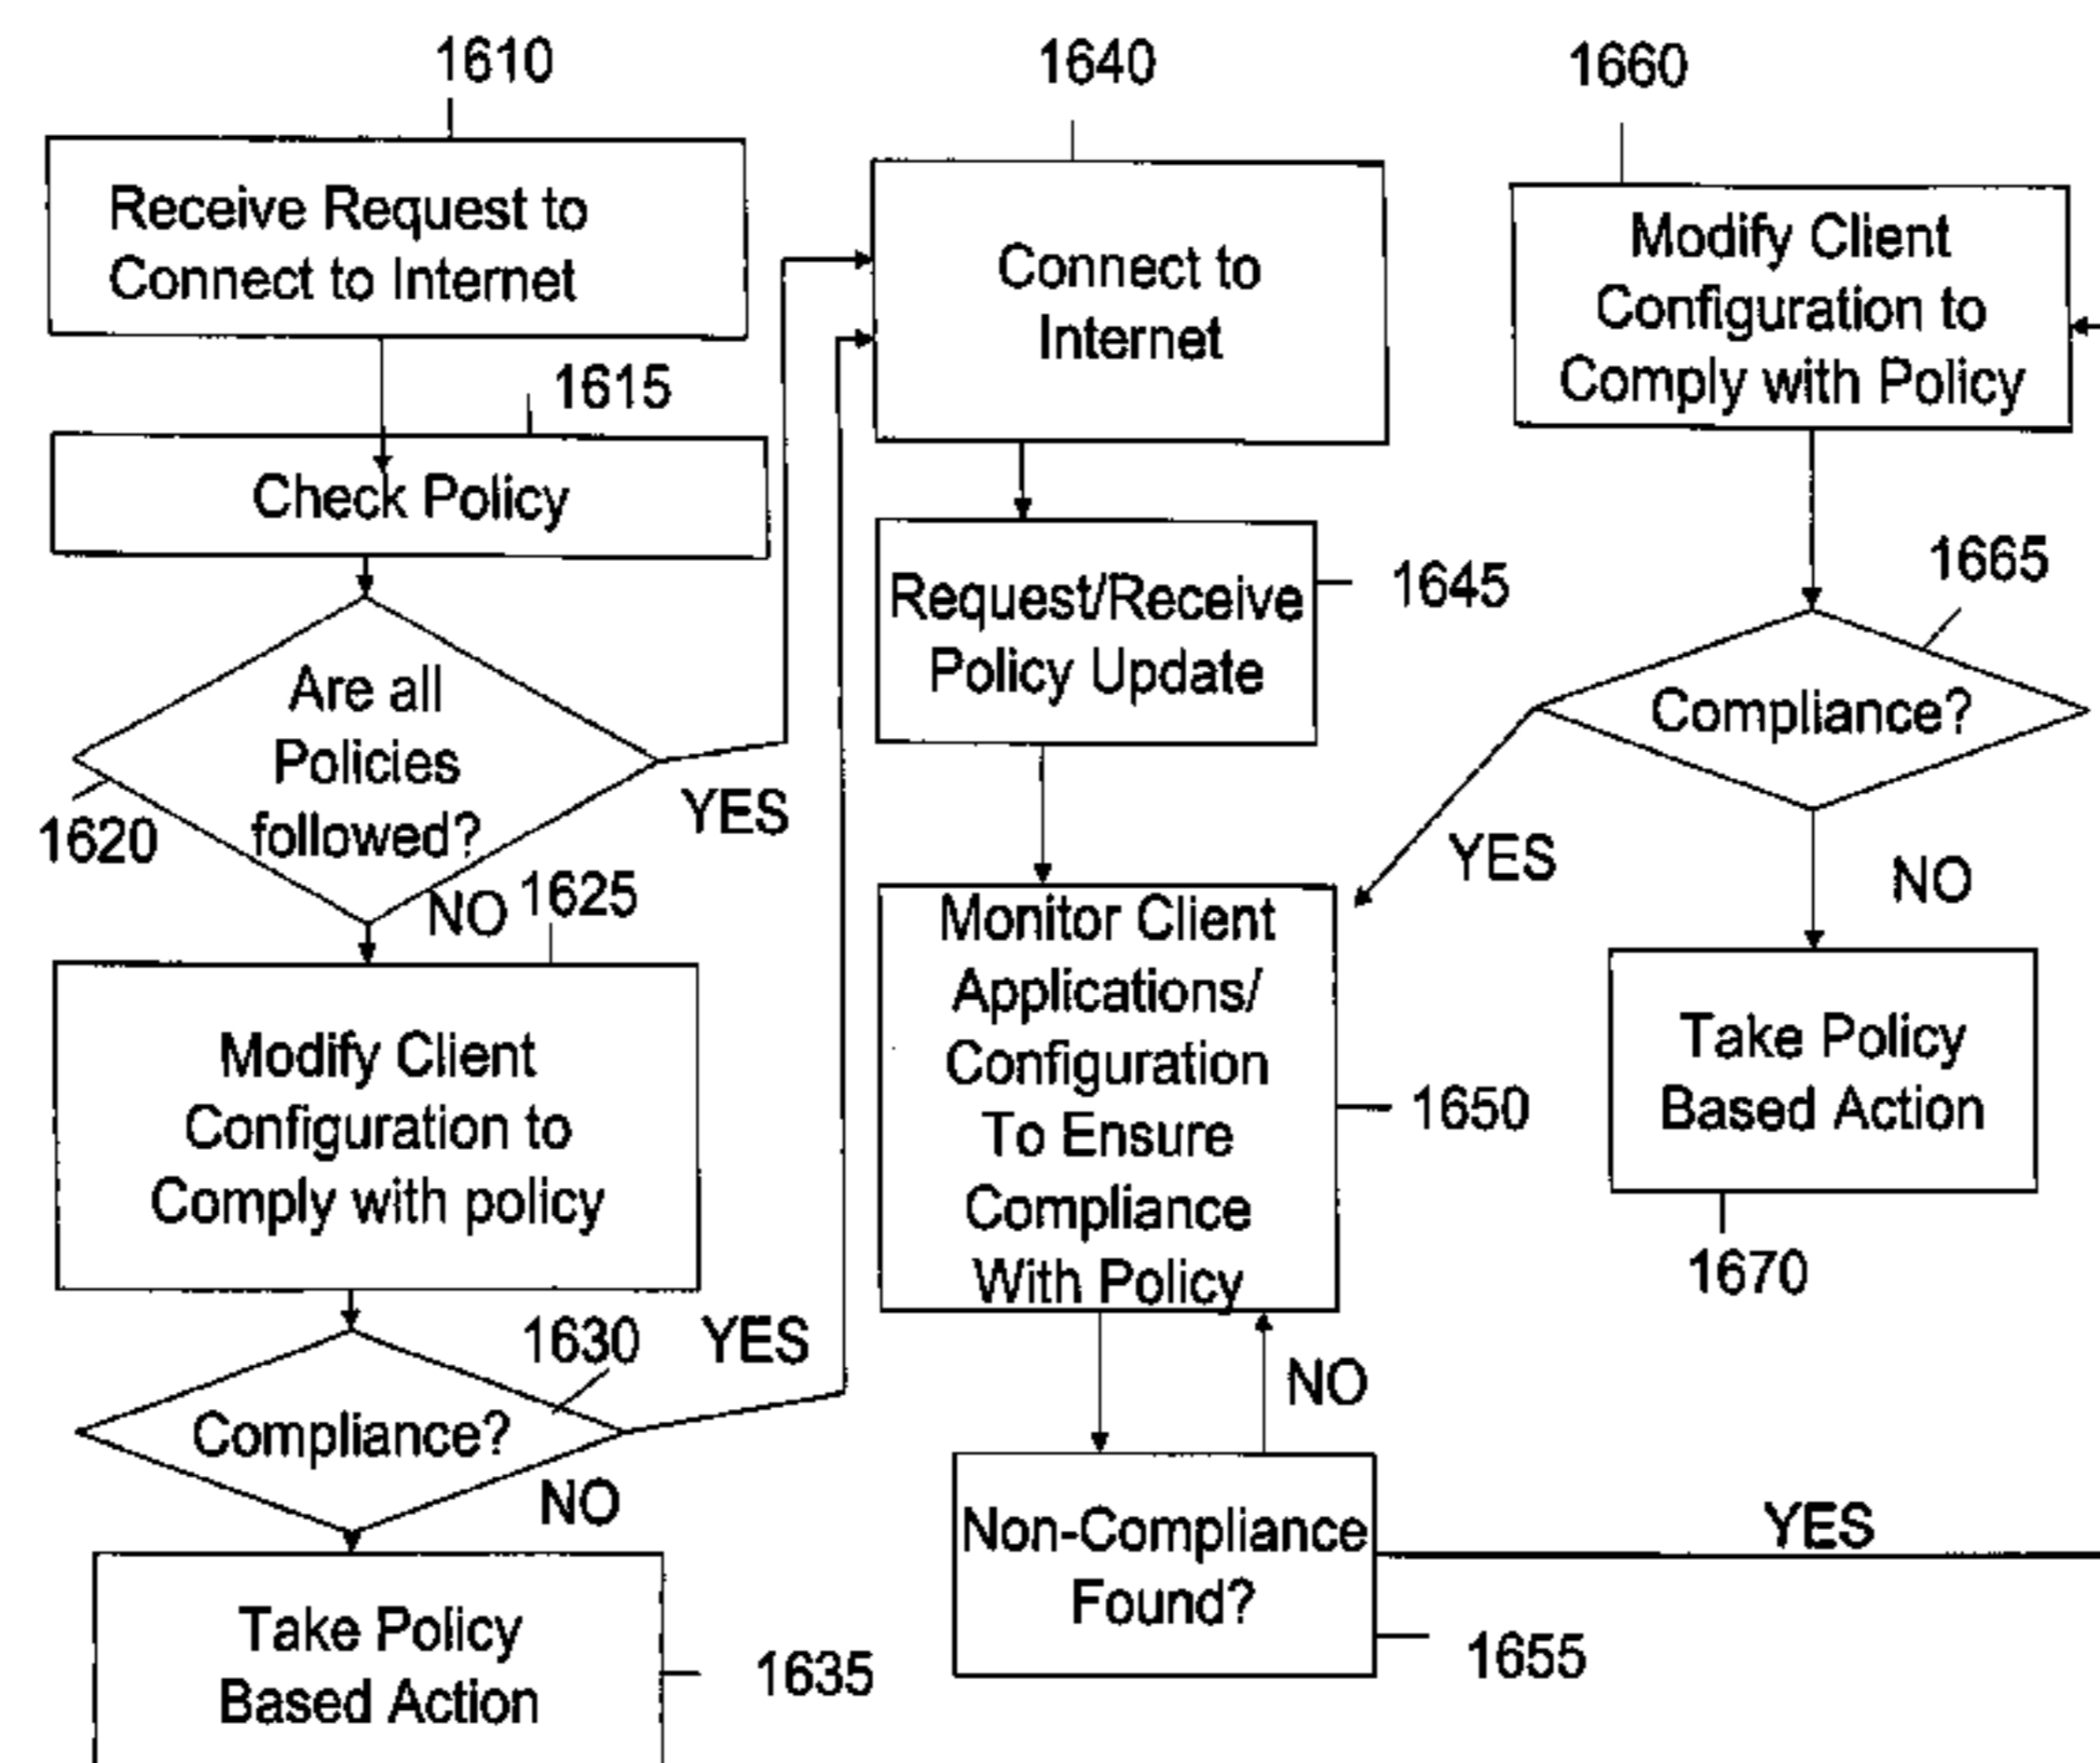 1610
Receive Request to
Connect to Internet
1615
Check Policy
Are all
Policies
followed?
1620
YES
NO
1625
Modify Client
Configuration to
Comply with policy
1630
YES
Compliance?
NO
Take Policy
Based Action
1635
1640
Connect to
Internet
Request/Receive
Policy Update
1645
Monitor Client
Applications/
Configuration
To Ensure
Compliance
With Policy
1650
NO
Non-Compliance
Found?
YES
1655
1660
Modify Client
Configuration to
Comply with Policy
1665
Compliance?
YES
NO
Take Policy
Based Action
1670